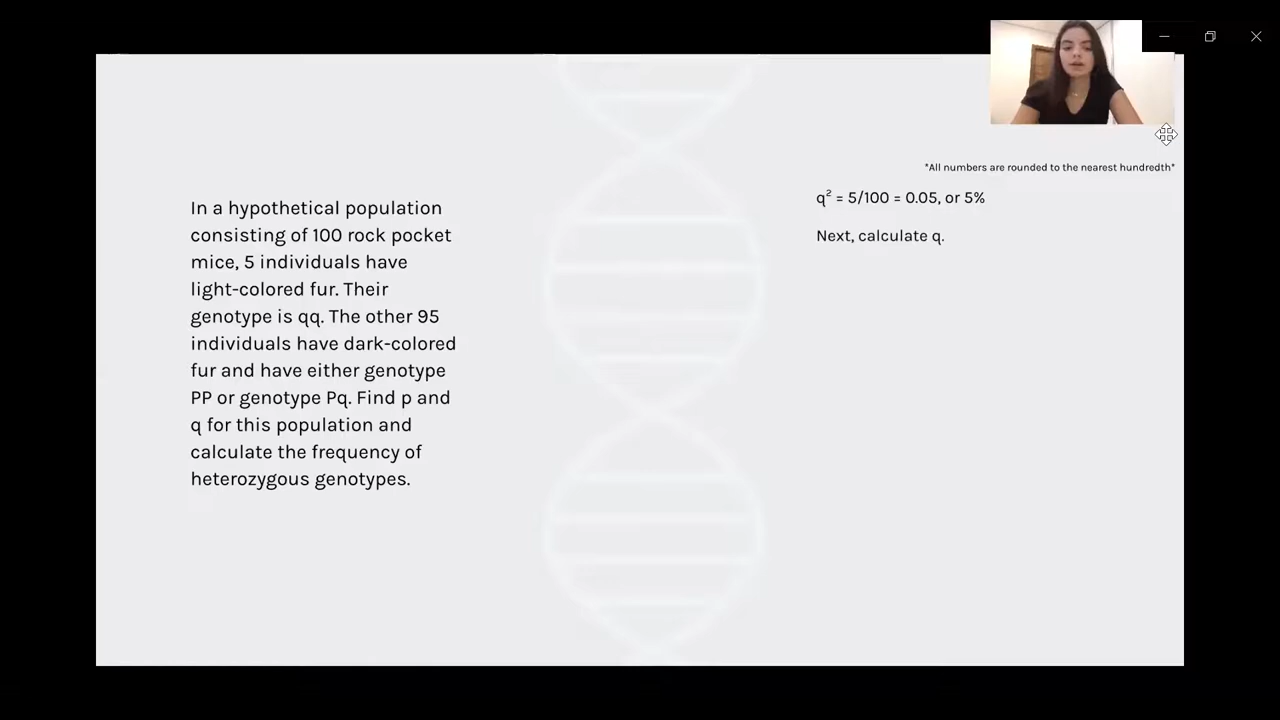 In a hypothetical population
consisting of 100 rock pocket
mice, 5 individuals have
light-colored fur. Their
genotype is qq. The other 95
individuals have dark-colored
fur and have either genotype
PP or genotype Pq. Find p and
q for this population and
calculate the frequency of
heterozygous genotypes.
*All numbers are rounded to the nearest hundredth*
q² = 5/100 = 0.05, or 5%
Next, calculate q.